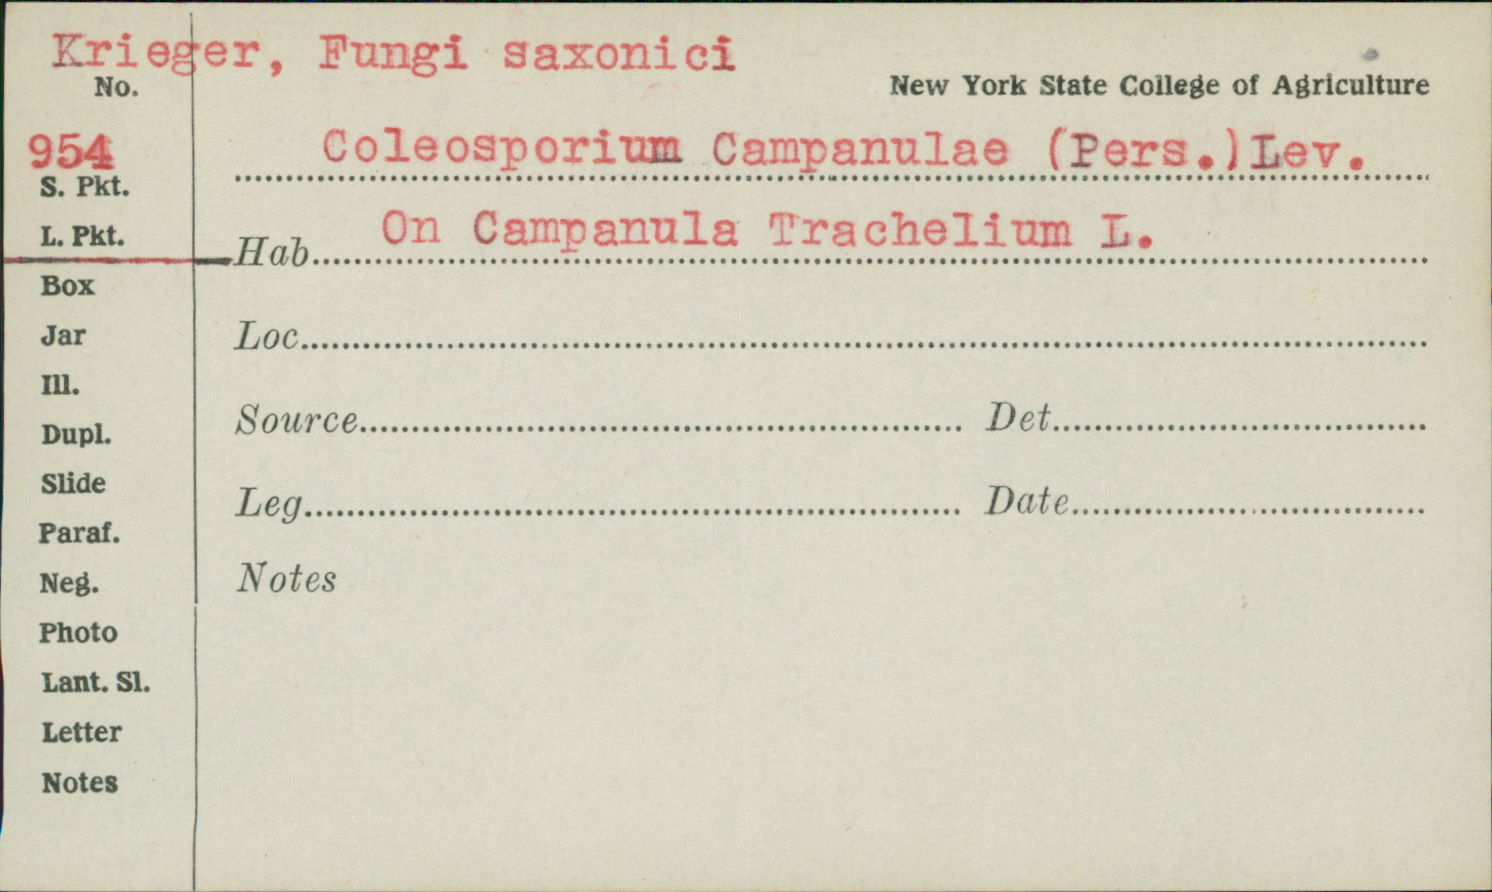 Krieger, Fungi saxonici
No.
New York State College of Agriculture
954
Coleosporium Campanulae (Pers.)Lev.
S. Pkt.
L. Pkt.
Hab. On Campanula Trachelium L.
Box
Loc.
Jar
Ill.
Source Det.
Dupl.
Slide
Leg. Date
Paraf.
Neg.
Notes
Photo
Lant. Sl.
Letter
Notes